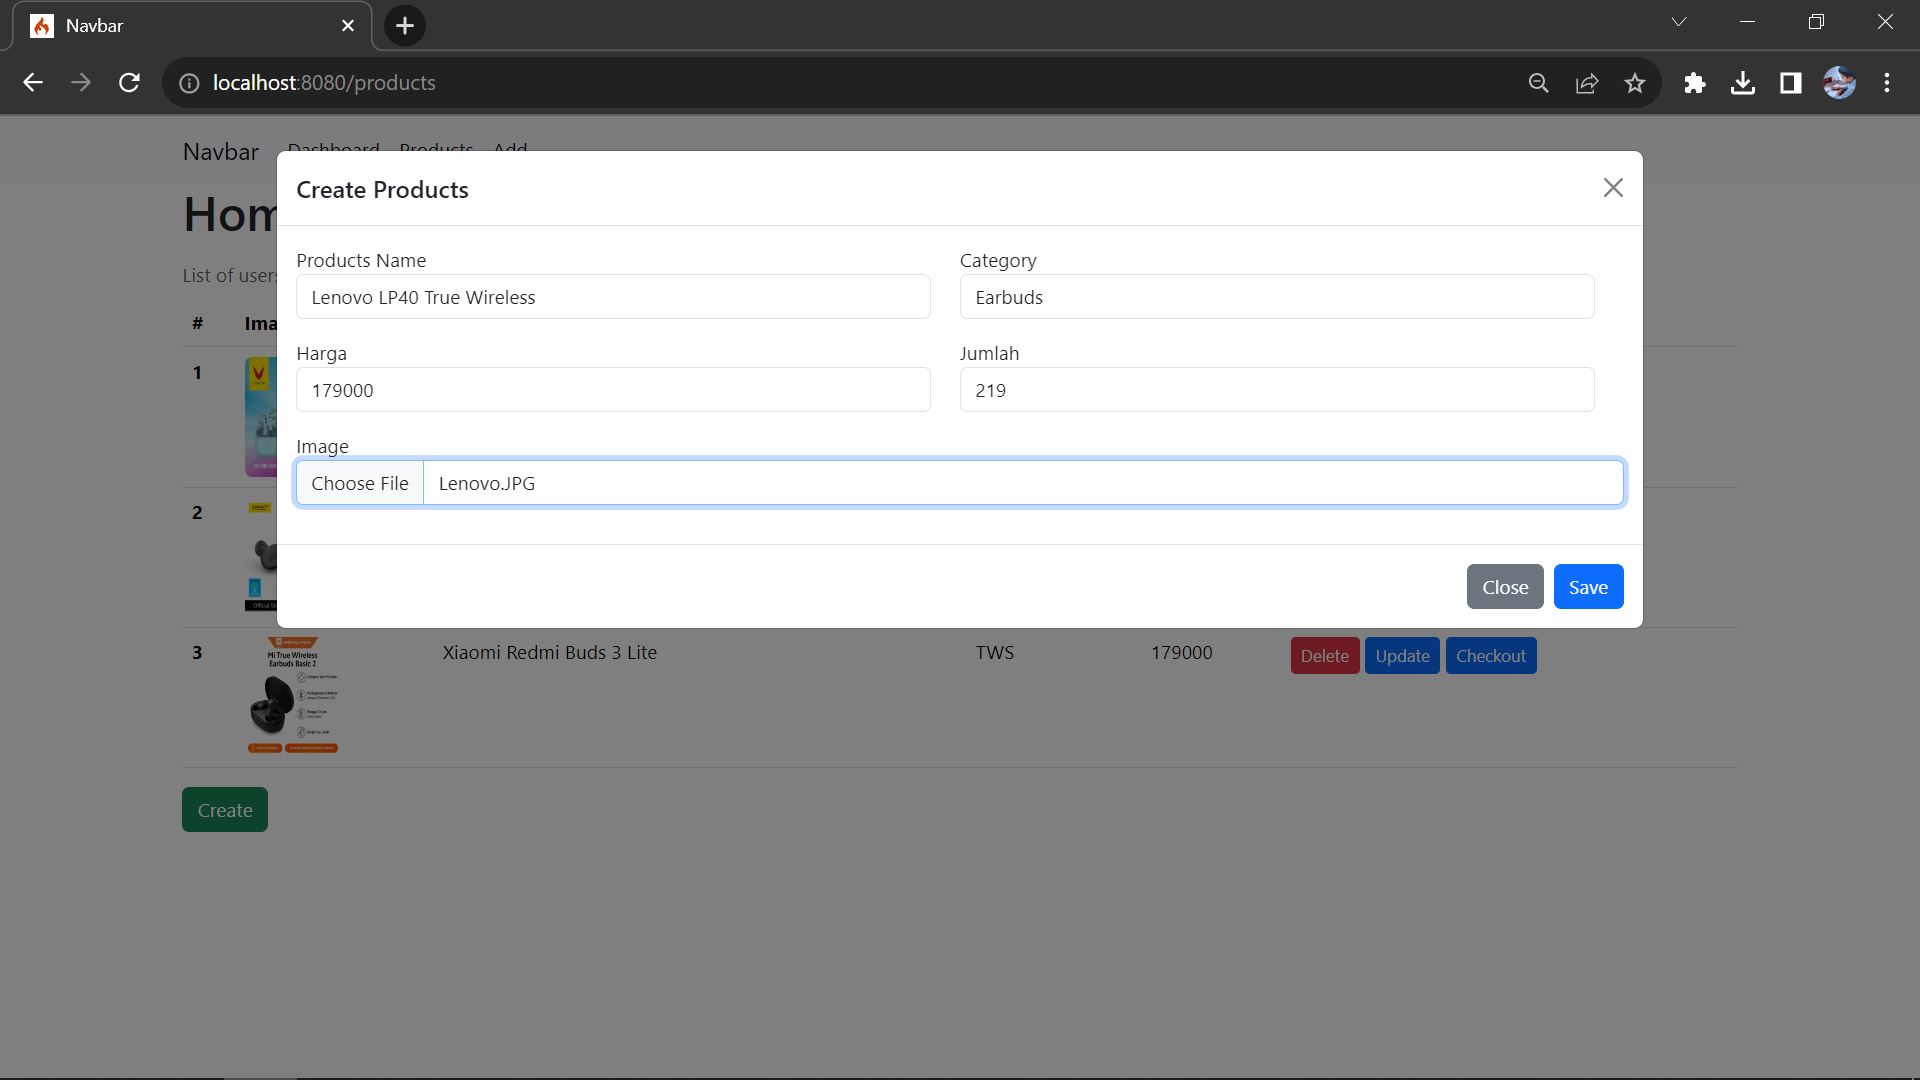 Navbar
localhost:8080/products
Navbar Dashboard Products Add
Create Products
Hom
Products Name Category
List of users
Lenovo LP40 True Wireless Earbuds
# Ima
Harga Jumlah
1
179000 219
Image
Choose File Lenovo.JPG
2
Close Save
3 Xiaomi Redmi Buds 3 Lite TWS 179000 Delete Update Checkout
Mi True Wireless
Earbuds Basic 2
Create